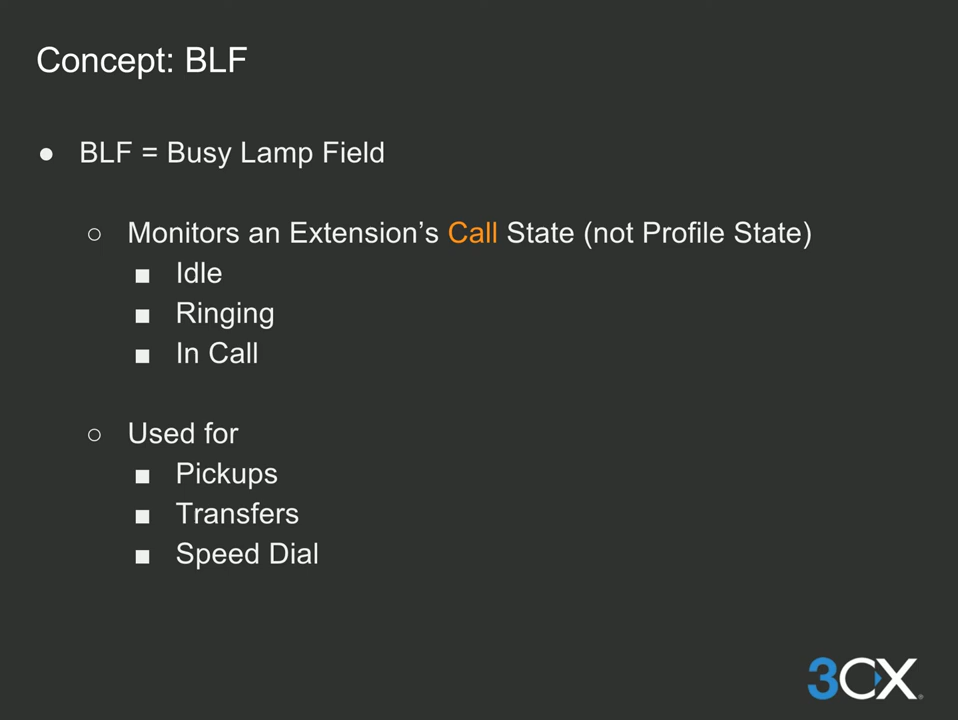 Concept: BLF
● BLF = Busy Lamp Field
○ Monitors an Extension’s Call State (not Profile State)
■ Idle
■ Ringing
■ In Call
○ Used for
■ Pickups
■ Transfers
■ Speed Dial
3CX